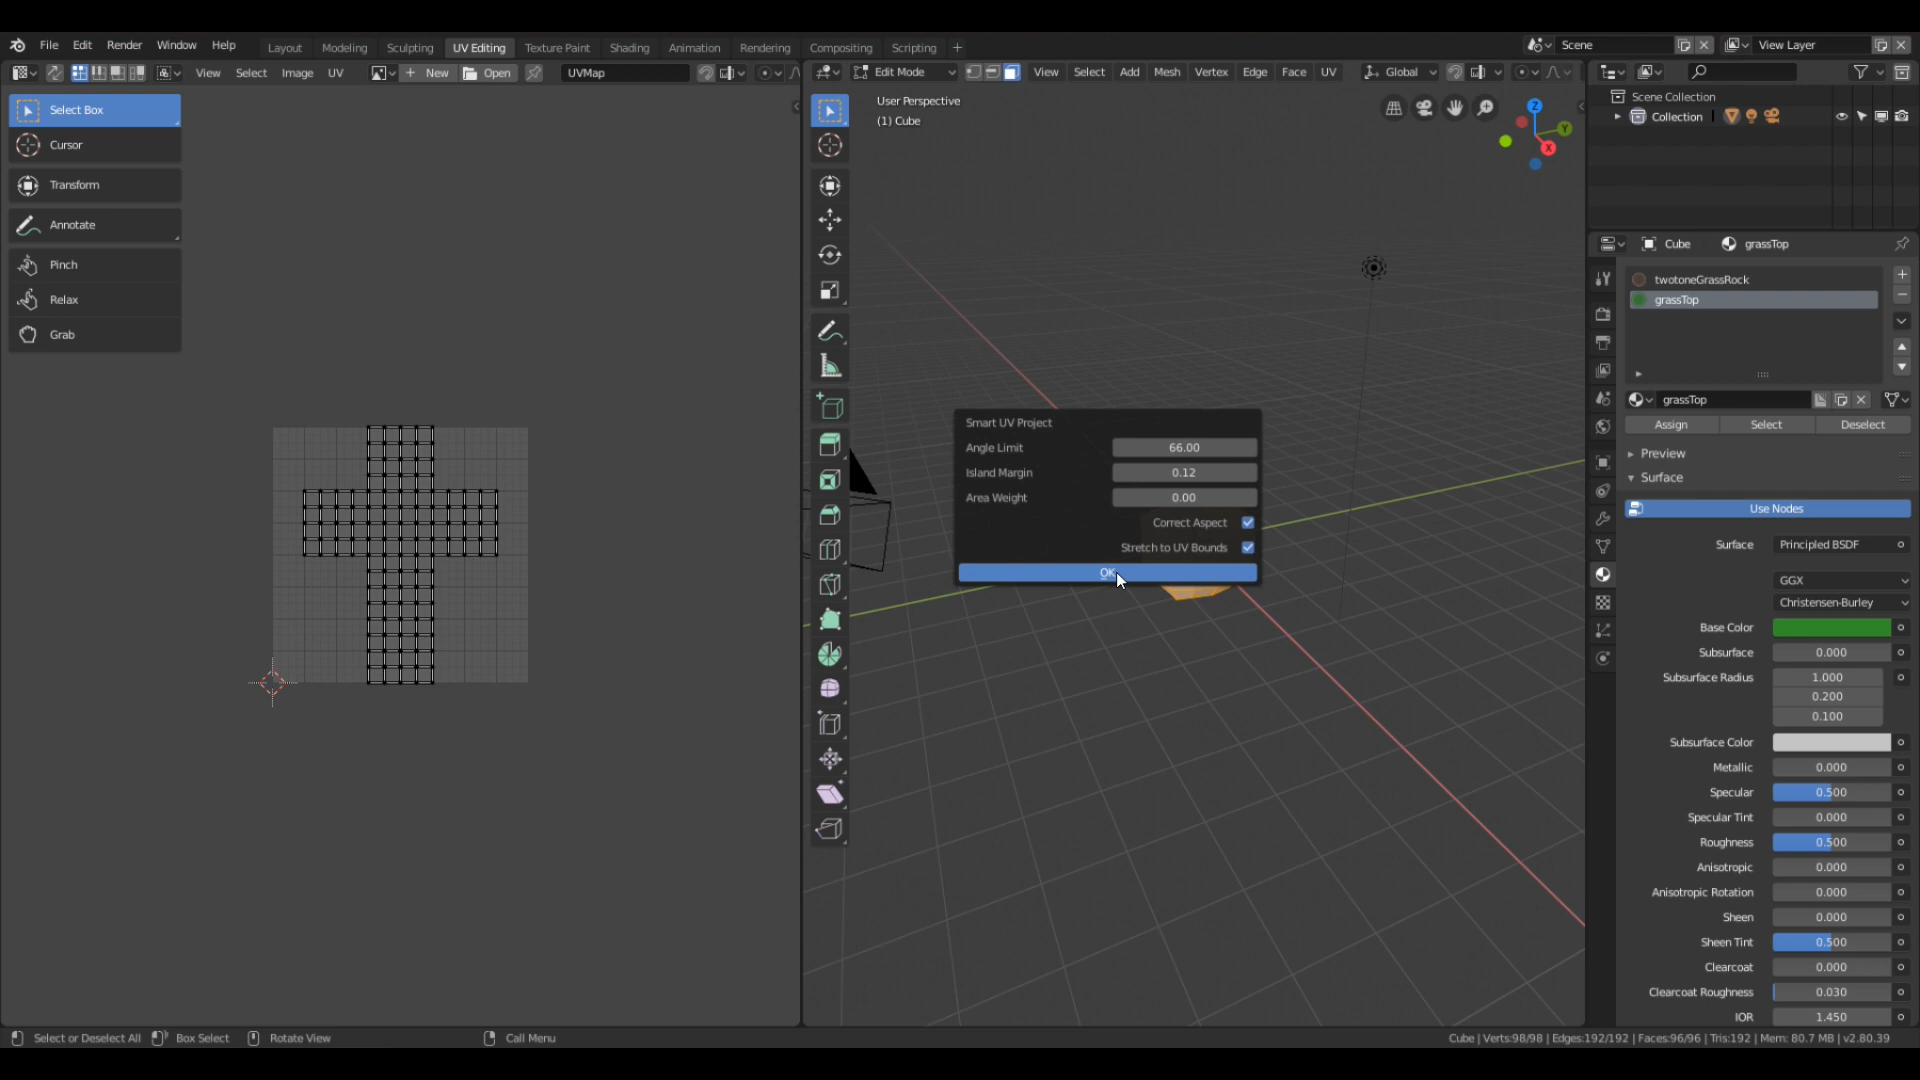 File Edit Render Window Help Layout Modeling Sculpting UV Editing Texture Paint Shading Animation Rendering Compositing Scripting + Scene View Layer
View Select Image UV New Open UVMap Edit Mode View Select Add Mesh Vertex Edge Face UV Global
Select Box
Cursor
Transform
Annotate
Pinch
Relax
Grab
User Perspective
(1) Cube
Z
Y
X
Smart UV Project
Angle Limit 66.00
Island Margin 0.12
Area Weight 0.00
Correct Aspect
Stretch to UV Bounds
OK
Scene Collection
Collection
Cube grassTop
twotoneGrassRock
grassTop
grassTop
Assign Select Deselect
Preview
Surface
Use Nodes
Surface Principled BSDF
GGX
Christensen-Burley
Base Color
Subsurface 0.000
Subsurface Radius 1.000
0.200
0.100
Subsurface Color
Metallic 0.000
Specular 0.500
Specular Tint 0.000
Roughness 0.500
Anisotropic 0.000
Anisotropic Rotation 0.000
Sheen 0.000
Sheen Tint 0.500
Clearcoat 0.000
Clearcoat Roughness 0.030
IOR 1.450
Select or Deselect All Box Select Rotate View Call Menu Cube | Verts:98/98 | Edges:192/192 | Faces:96/96 | Tris:192 | Mem: 80.7 MB | v2.80.39